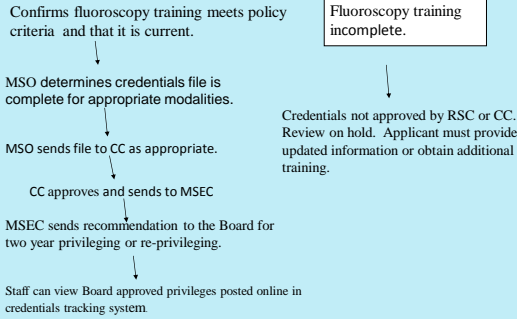 Confirms fluoroscopy training meets policy
criteria and that it is current.
Fluoroscopy training
incomplete.
MSO determines credentials file is
complete for appropriate modalities.
Credentials not approved by RSC or CC.
Review on hold. Applicant must provide
updated information or obtain additional
training.
MSO sends file to CC as appropriate.
CC approves and sends to MSEC
MSEC sends recommendation to the Board for
two year privileging or re-privileging.
Staff can view Board approved privileges posted online in
credentials tracking system.